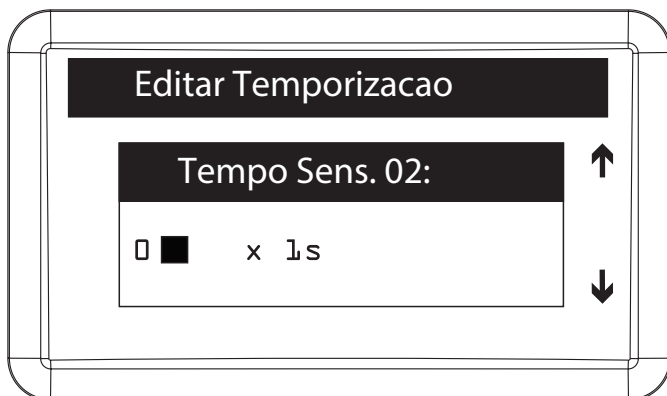 Editar Temporizacao
Tempo Sens. 02:
0■ x 1s